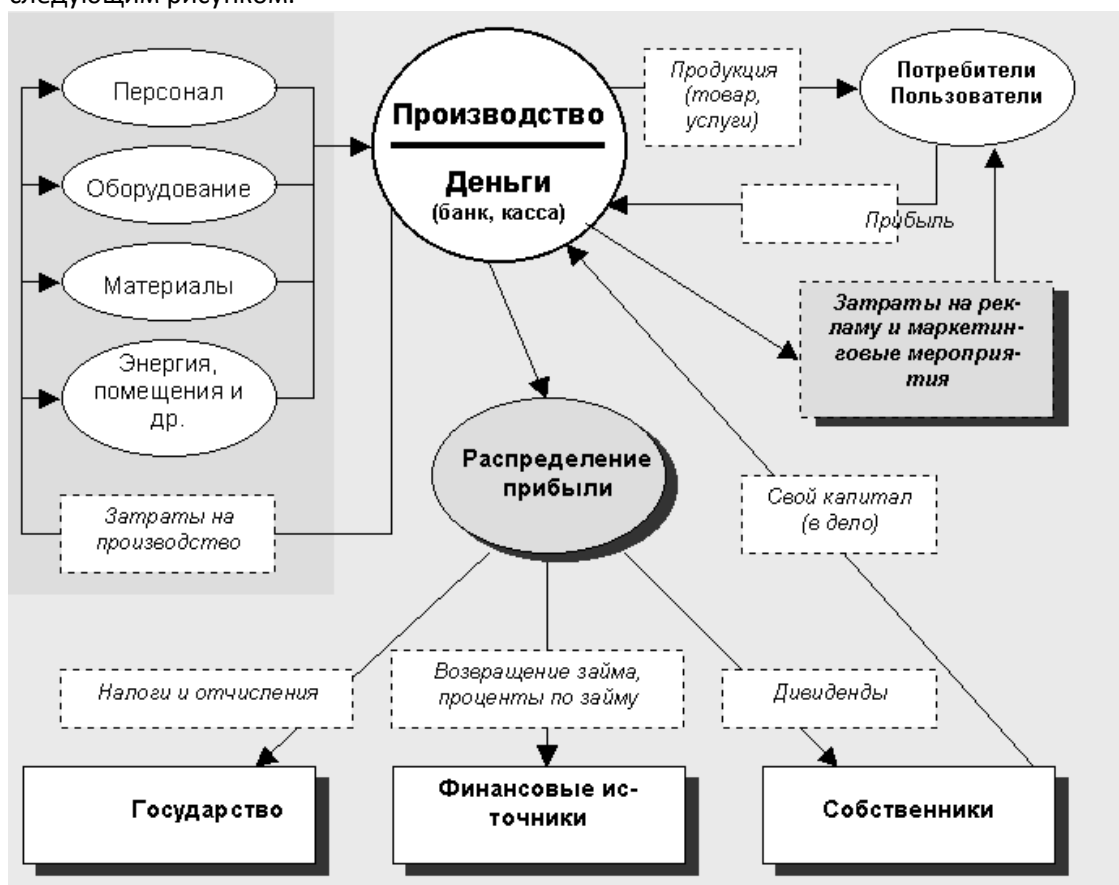 следующим рисунком:
Персонал
Оборудование
Материалы
Энергия,
помещения и
др.
Затраты на
производство
Производство
Деньги
(банк, касса)
Продукция
(товар,
услуги)
Потребители
Пользователи
Прибыль
Затраты на рек-
ламу и маркетин-
говые мероприя-
тия
Распределение
прибыли
Свой капитал
(в дело)
Налоги и отчисления
Возвращение займа,
проценты по займу
Дивиденды
Государство
Финансовые ис-
точники
Собственники